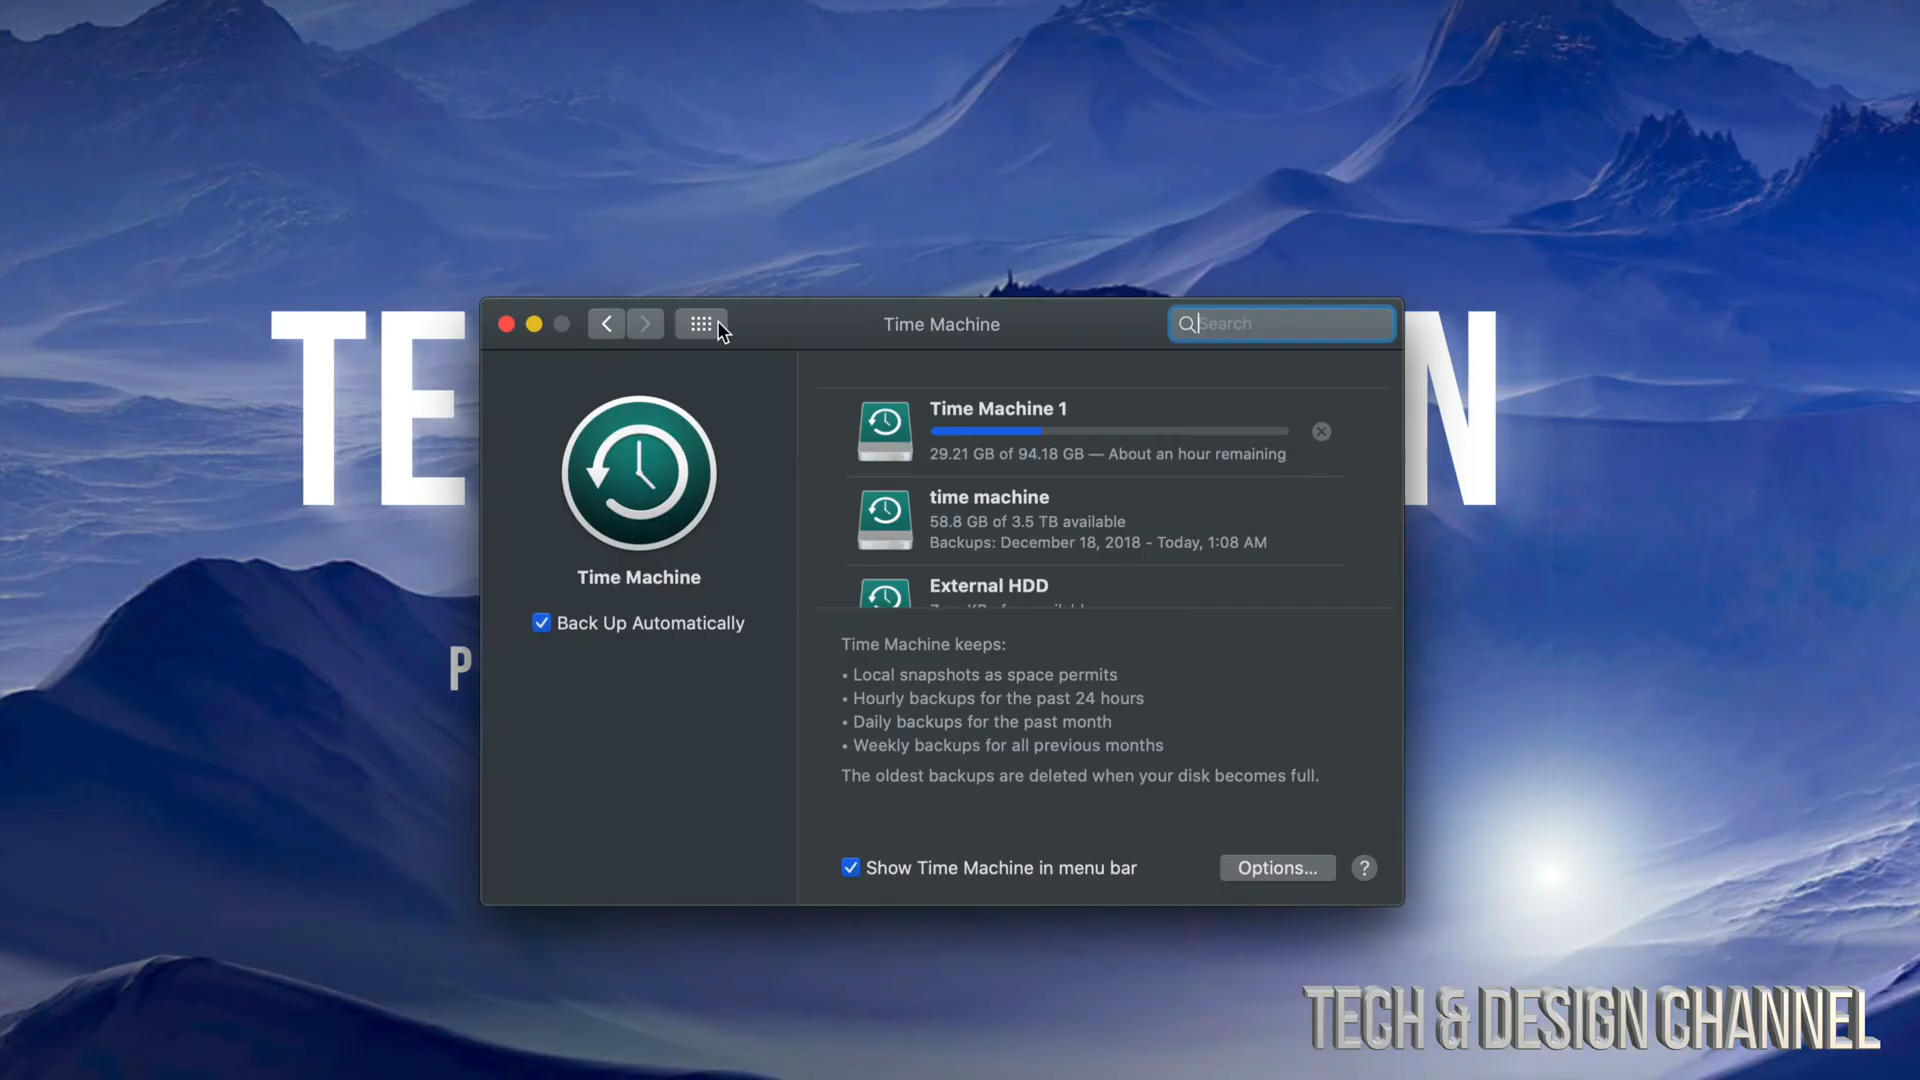 TE
N
P
Time Machine
Search
Time Machine
Back Up Automatically
Time Machine 1
29.21 GB of 94.18 GB — About an hour remaining
time machine
58.8 GB of 3.5 TB available
Backups: December 18, 2018 - Today, 1:08 AM
External HDD
Time Machine keeps:
• Local snapshots as space permits
• Hourly backups for the past 24 hours
• Daily backups for the past month
• Weekly backups for all previous months
The oldest backups are deleted when your disk becomes full.
Show Time Machine in menu bar
Options...
?
TECH & DESIGN CHANNEL